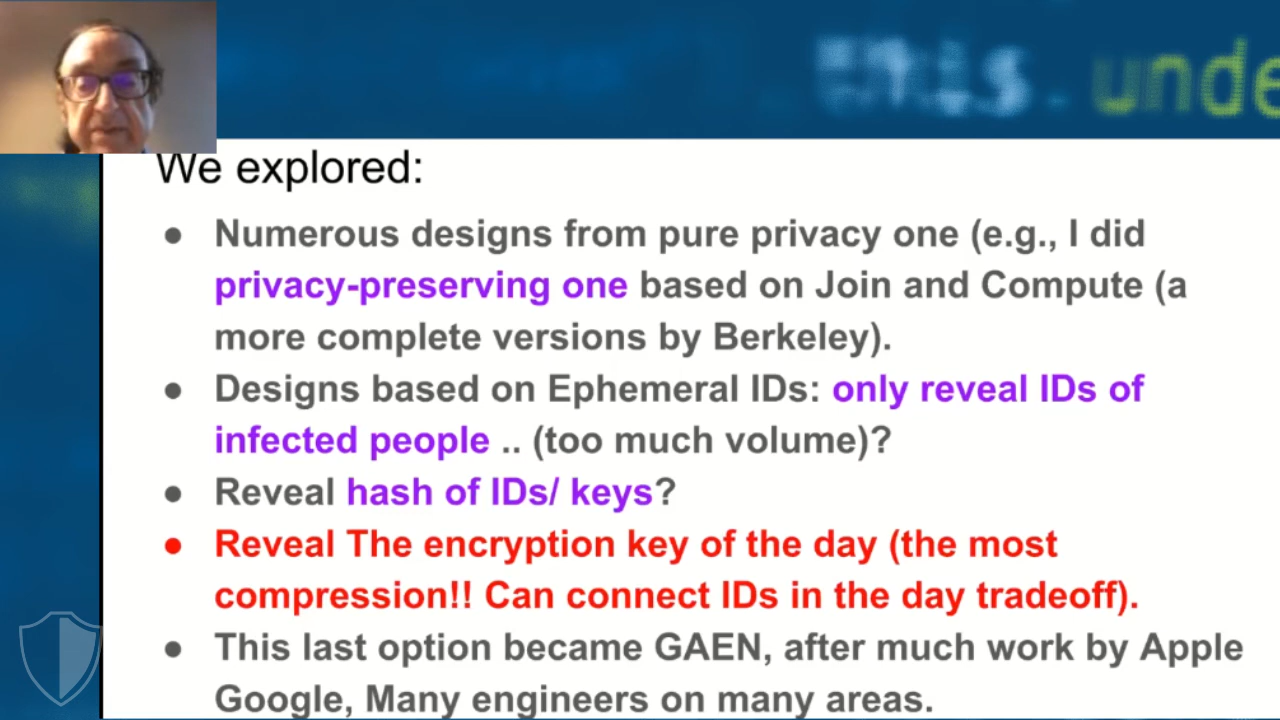 unde
We explored:
● Numerous designs from pure privacy one (e.g., I did
privacy-preserving one based on Join and Compute (a
more complete versions by Berkeley).
● Designs based on Ephemeral IDs: only reveal IDs of
infected people .. (too much volume)?
● Reveal hash of IDs/ keys?
● Reveal The encryption key of the day (the most
compression!! Can connect IDs in the day tradeoff).
● This last option became GAEN, after much work by Apple
Google, Many engineers on many areas.